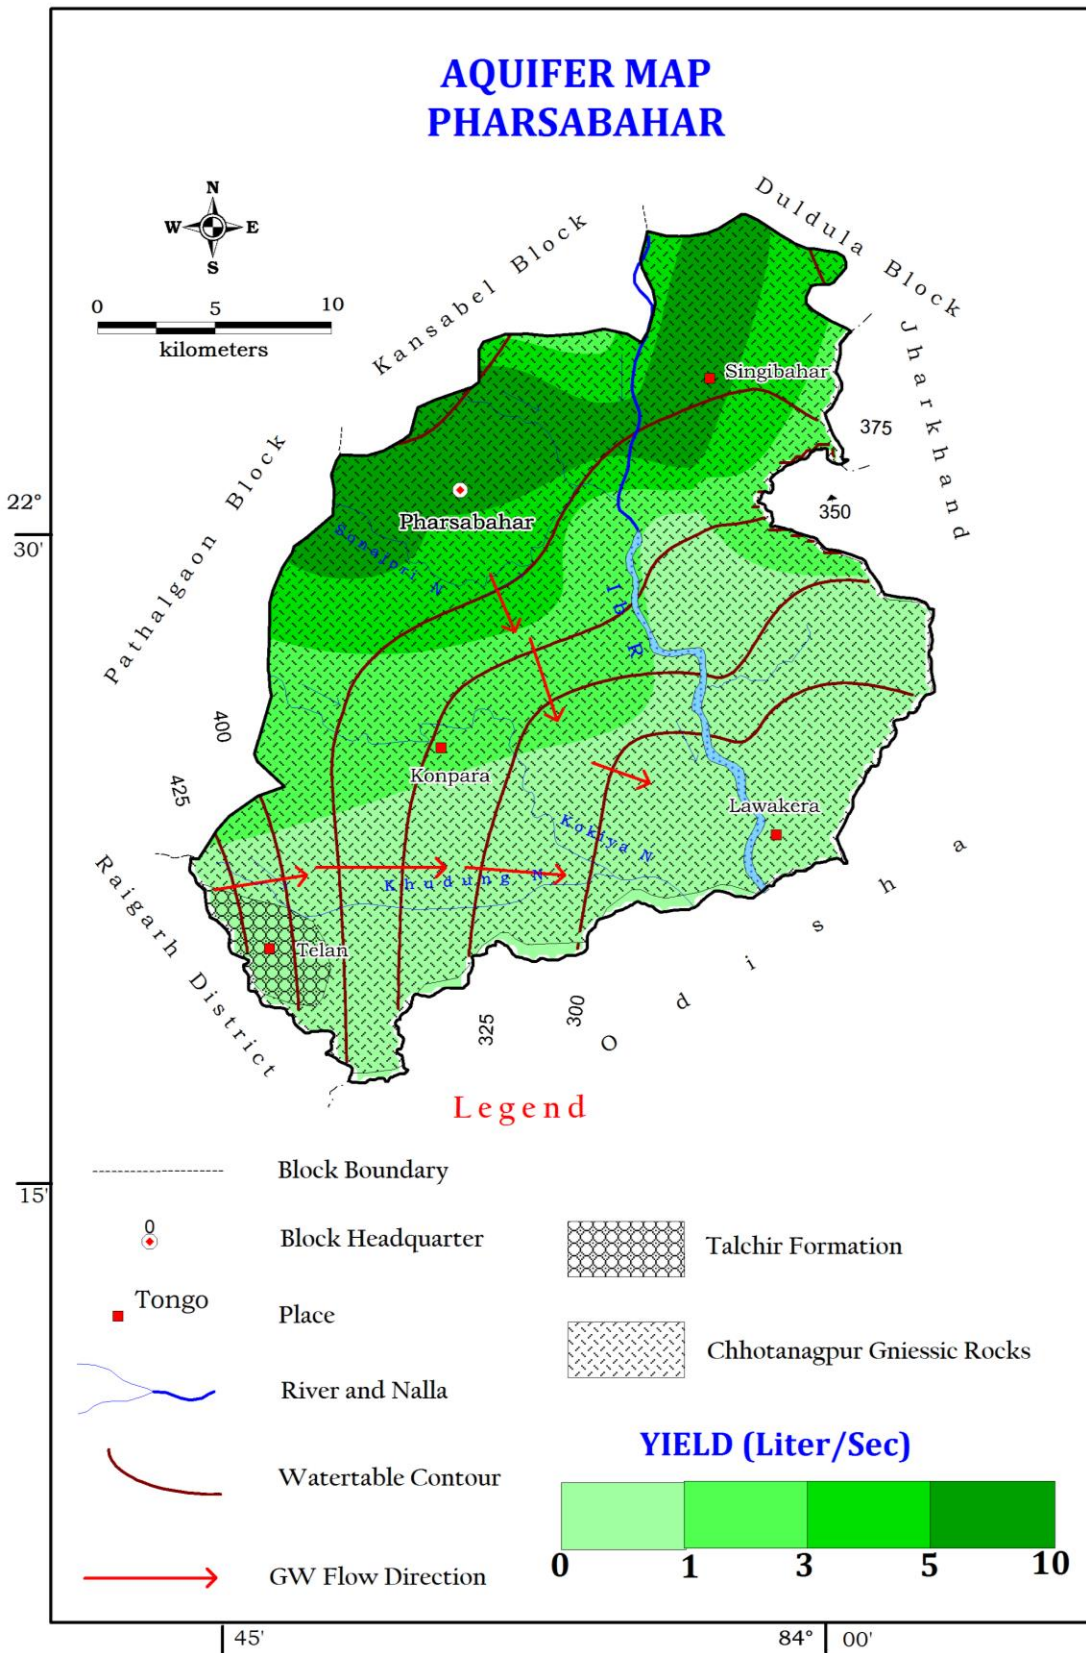 AQUIFER MAP
PHARSABAHAR
N
W E
S
0 5 10
kilometers
Kansabel Block
Duldula Block
Jharkhand
Pathalgaon Block
Raigarh District
Odisha
22°
30'
15'
Singibahar
375
350
Pharsabahar
Sonaipri N
Ib R
400
425
Konpara
Lawakera
Kokiya N
Khudung N
Telan
325
300
Legend
Block Boundary
0
Block Headquarter
Tongo
Place
River and Nalla
Watertable Contour
GW Flow Direction
Talchir Formation
Chhotanagpur Gniessic Rocks
YIELD (Liter/Sec)
0 1 3 5 10
45' 84° 00'